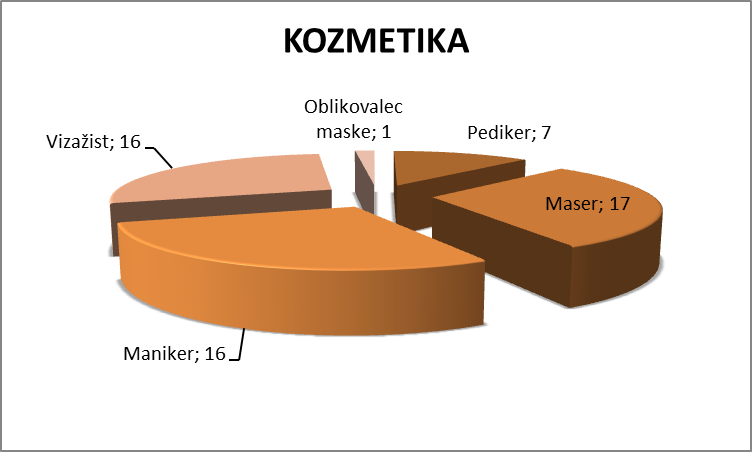 KOZMETIKA
Oblikovalec
maske; 1
Pediker; 7
Vizažist; 16
Maser; 17
Maniker; 16